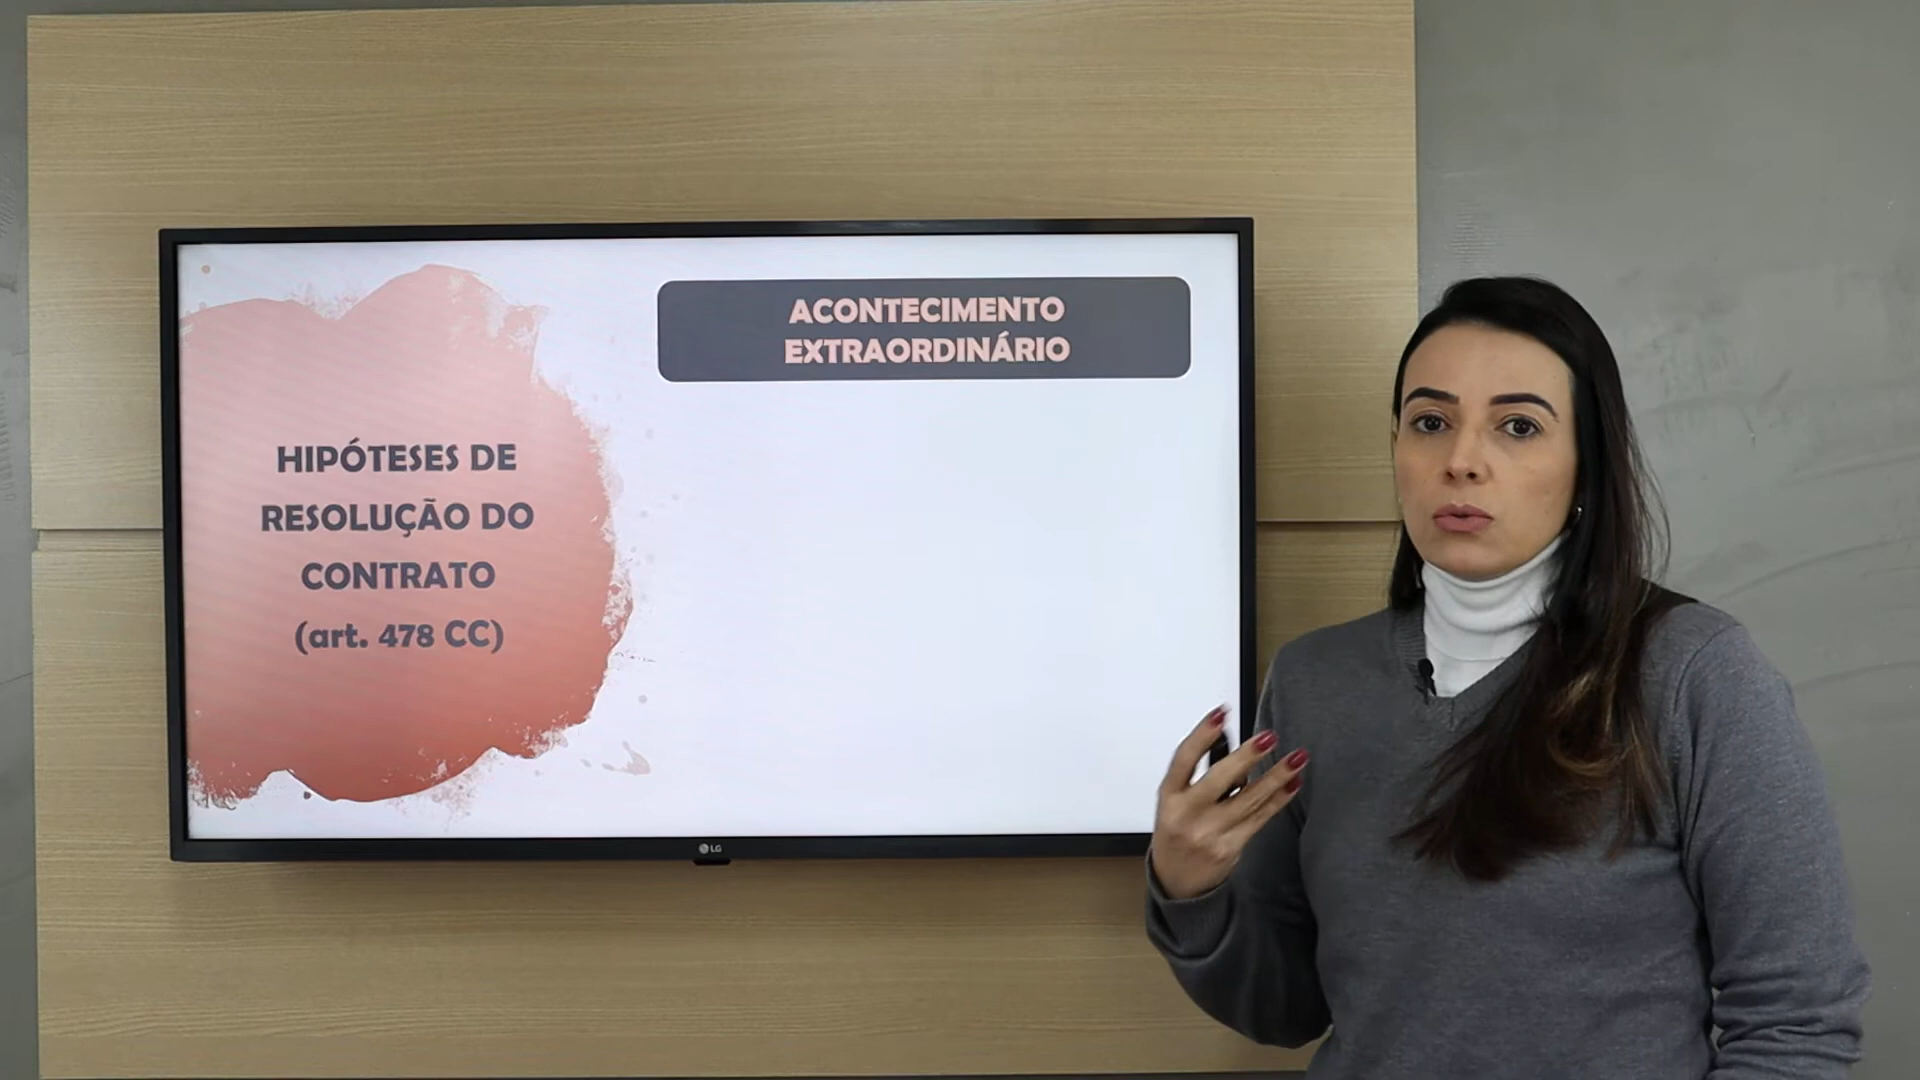 HIPÓTESES DE
RESOLUÇÃO DO
CONTRATO
(art. 478 CC)
ACONTECIMENTO
EXTRAORDINÁRIO
LG